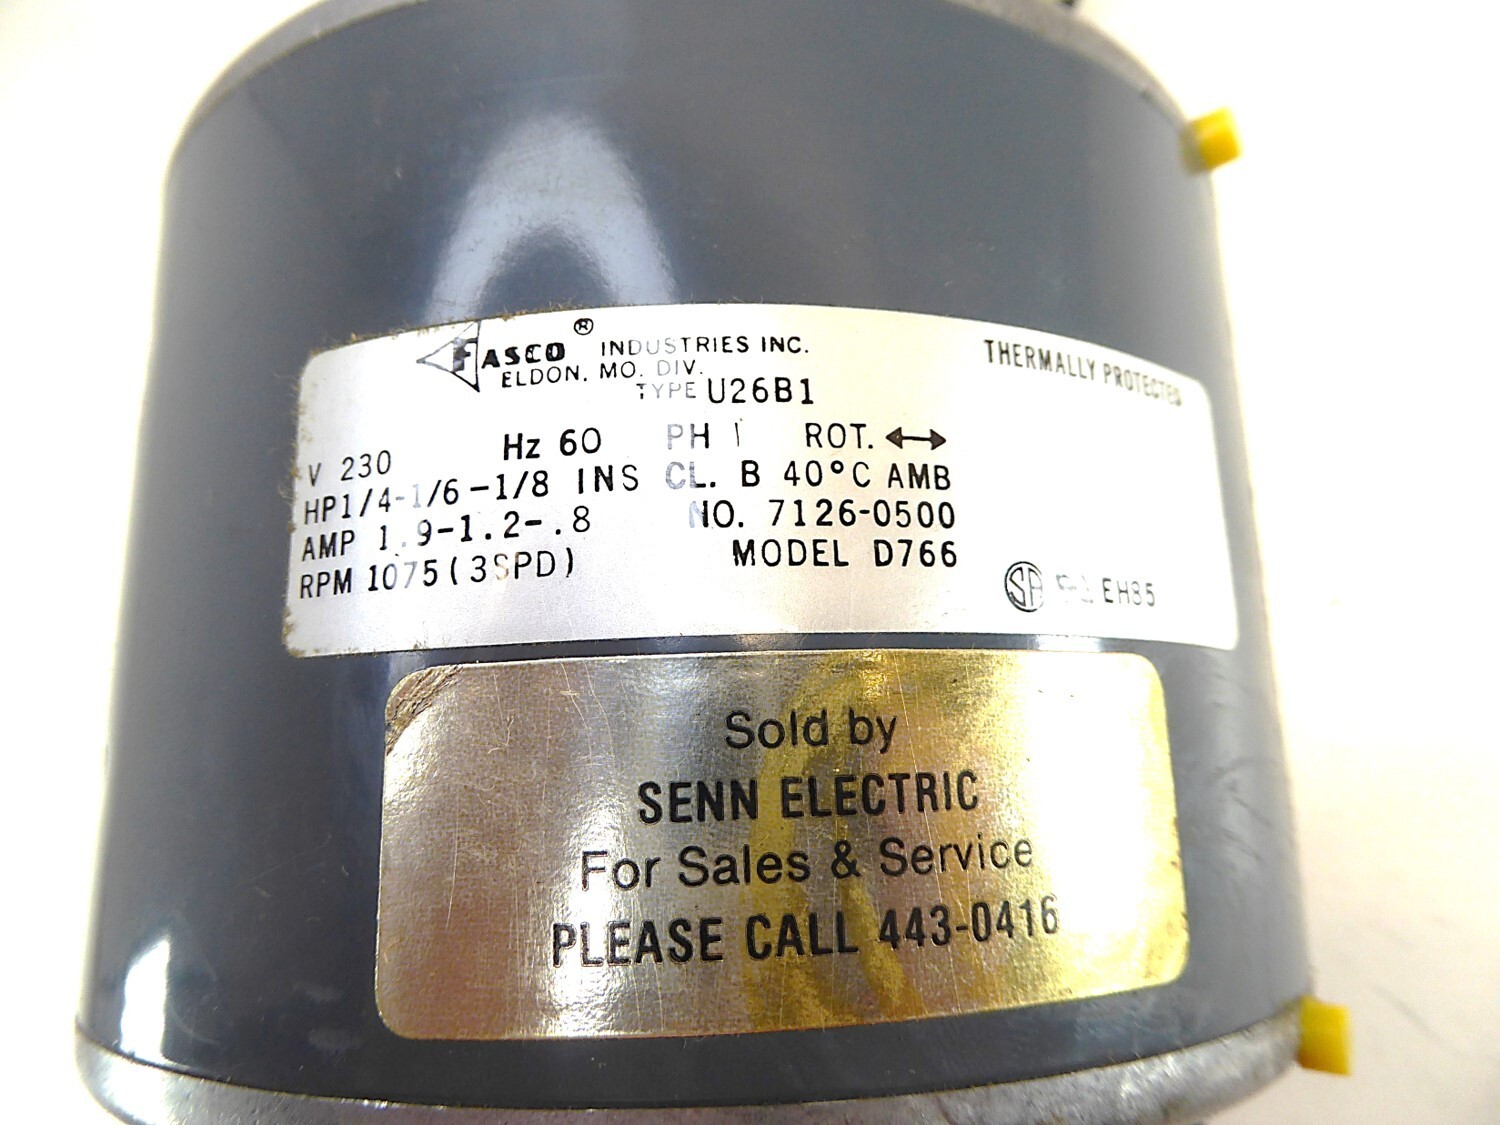 FASCO ® INDUSTRIES INC.
ELDON, MO. DIV.
THERMALLY PROTECTED
TYPE U26B1
V 230 Hz 60 PH 1 ROT. ↔
HP1/4-1/6-1/8 INS CL. B 40°C AMB
AMP 1.9-1.2-.8 NO. 7126-0500
RPM 1075(3SPD) MODEL D766
SA
Sold by
SENN ELECTRIC
For Sales & Service
PLEASE CALL 443-0416